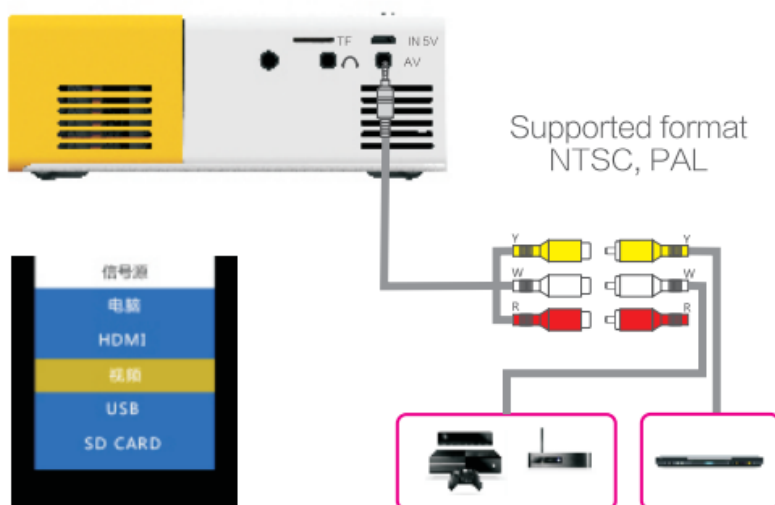 TF
IN 5V
AV
Supported format
NTSC, PAL
Y
Y
W
W
R
R
信号源
电脑
HDMI
视频
USB
SD CARD